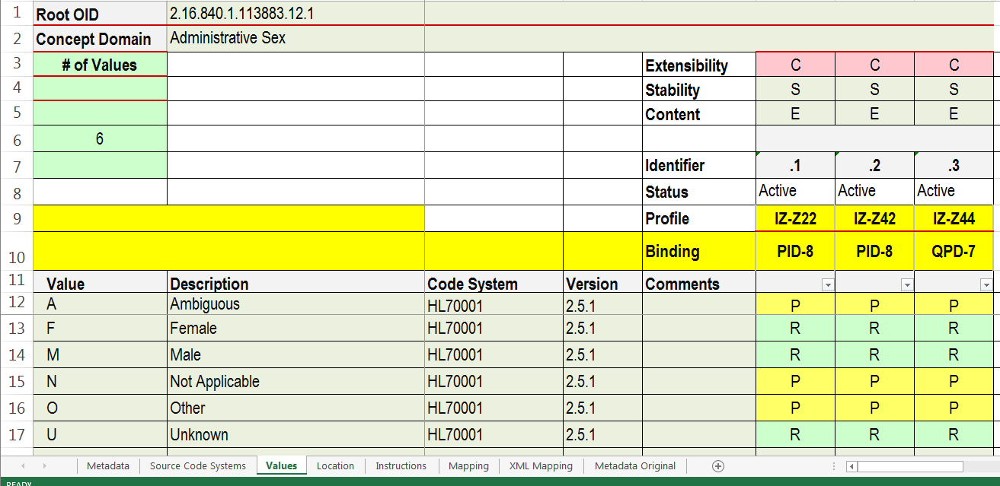 1 Root OID 2.16.840.1.113883.12.1
2 Concept Domain Administrative Sex
3 # of Values Extensibility C C C
4 Stability S S S
5 Content E E E
6 6
7 Identifier .1 .2 .3
8 Status Active Active Active
9 Profile IZ-Z22 IZ-Z42 IZ-Z44
10 Binding PID-8 PID-8 QPD-7
11 Value Description Code System Version Comments
12 A Ambiguous HL70001 2.5.1 P P P
13 F Female HL70001 2.5.1 R R R
14 M Male HL70001 2.5.1 R R R
15 N Not Applicable HL70001 2.5.1 P P P
16 O Other HL70001 2.5.1 P P P
17 U Unknown HL70001 2.5.1 R R R
Metadata Source Code Systems Values Location Instructions Mapping XML Mapping Metadata Original
READY